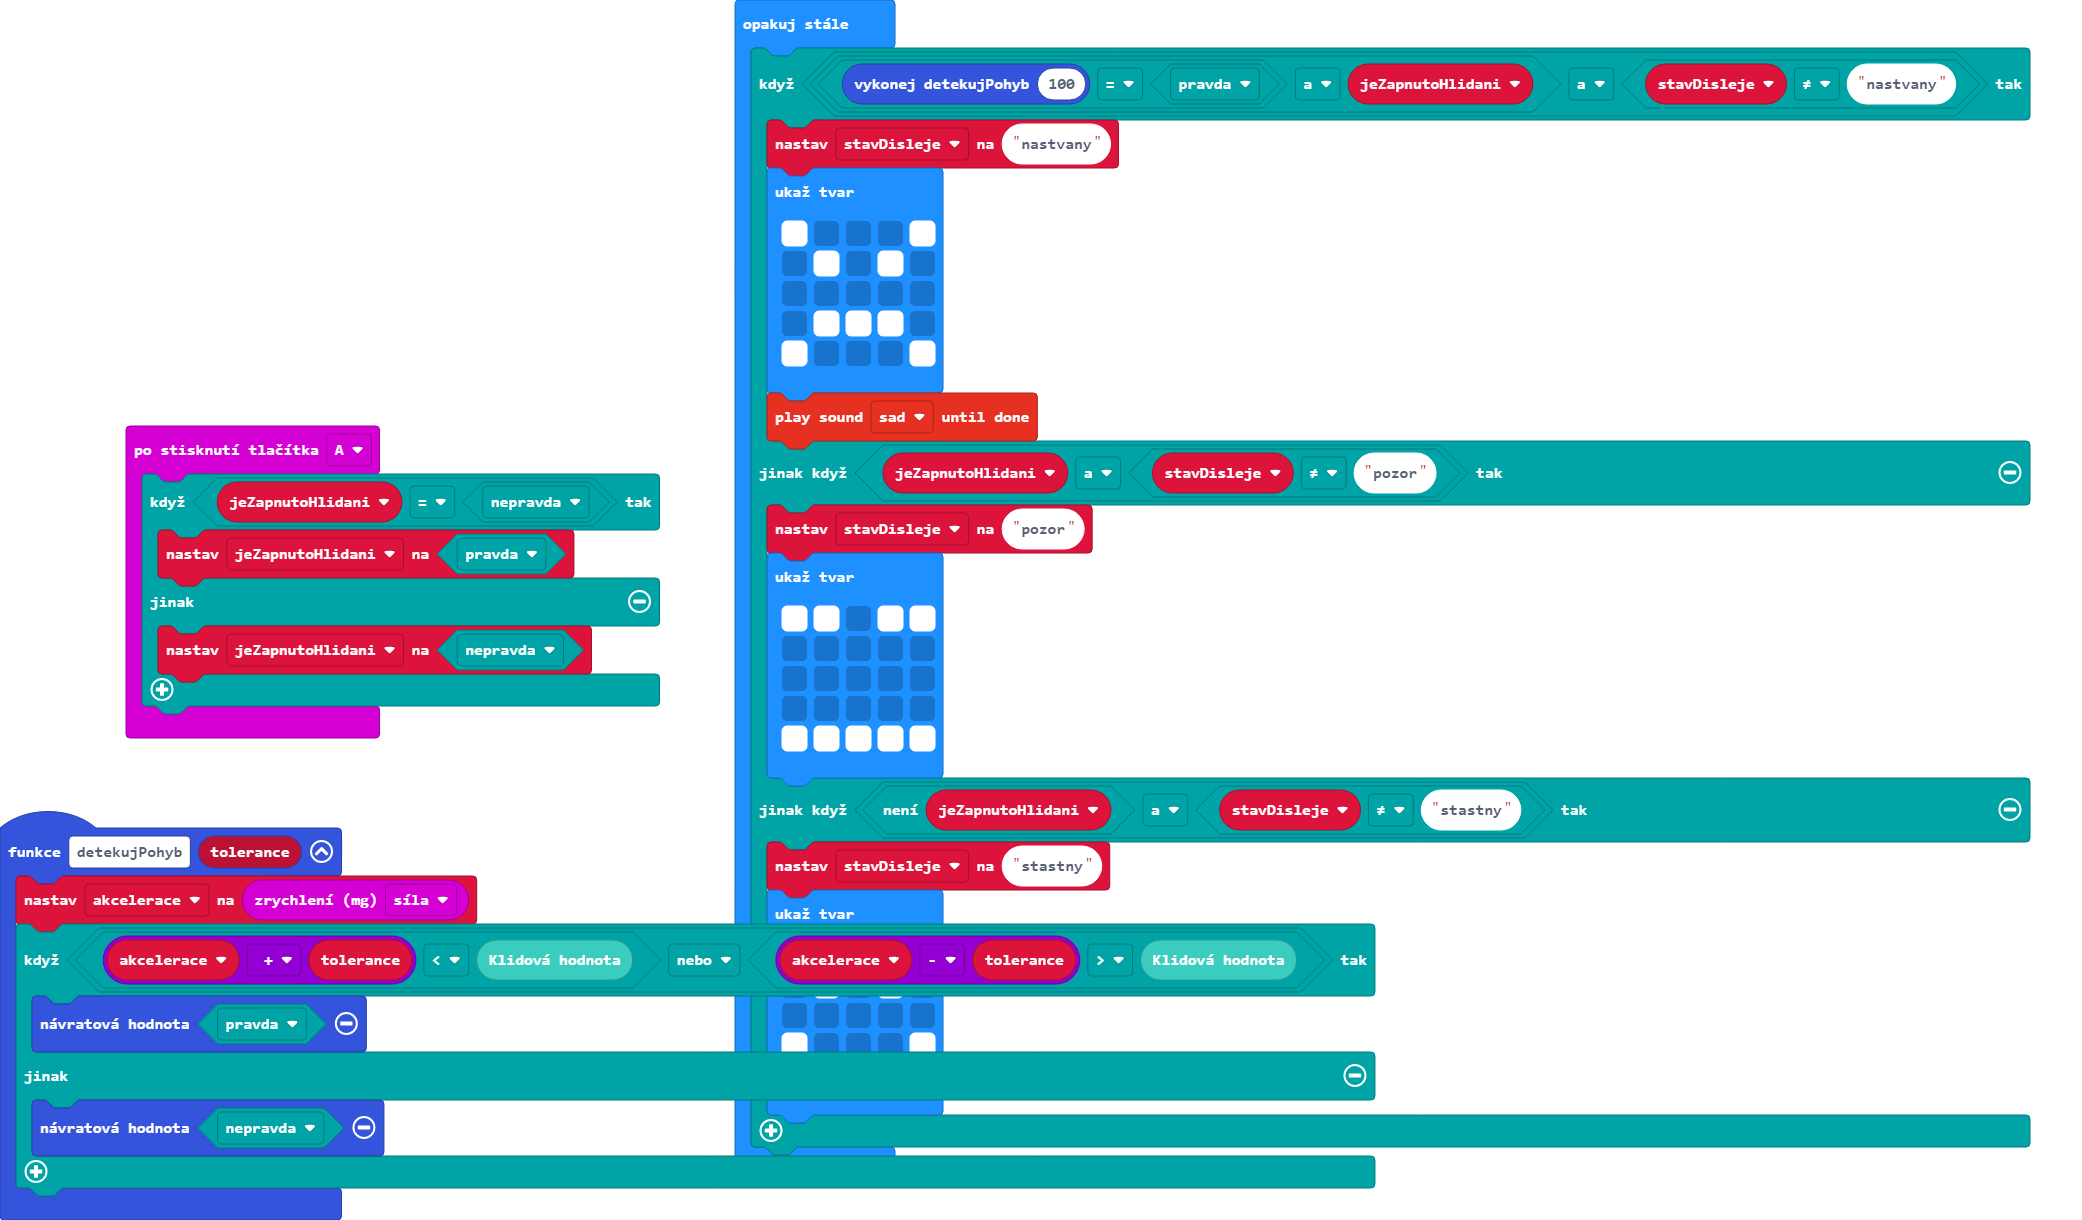 opakuj stále
když vykonej detekujPohyb 100 = pravda a jeZapnutoHlidani a stavDisleje ≠ "nastvany" tak
nastav stavDisleje na "nastvany"
ukaž tvar
play sound sad until done
jinak když jeZapnutoHlidani a stavDisleje ≠ "pozor" tak
nastav stavDisleje na "pozor"
ukaž tvar
jinak když není jeZapnutoHlidani a stavDisleje ≠ "stastny" tak
nastav stavDisleje na "stastny"
ukaž tvar
po stisknutí tlačítka A
když jeZapnutoHlidani = nepravda tak
nastav jeZapnutoHlidani na pravda
jinak
nastav jeZapnutoHlidani na nepravda
funkce detekujPohyb tolerance
nastav akcelerace na zrychlení (mg) síla
když akcelerace + tolerance < Klidová hodnota nebo akcelerace - tolerance > Klidová hodnota tak
návratová hodnota pravda
jinak
návratová hodnota nepravda